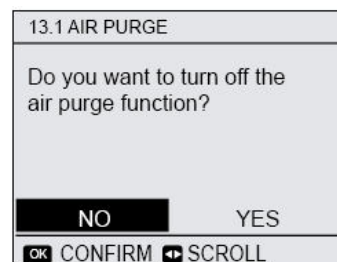 13.1 AIR PURGE
Do you want to turn off the
air purge function?
NO YES
OK CONFIRM SCROLL